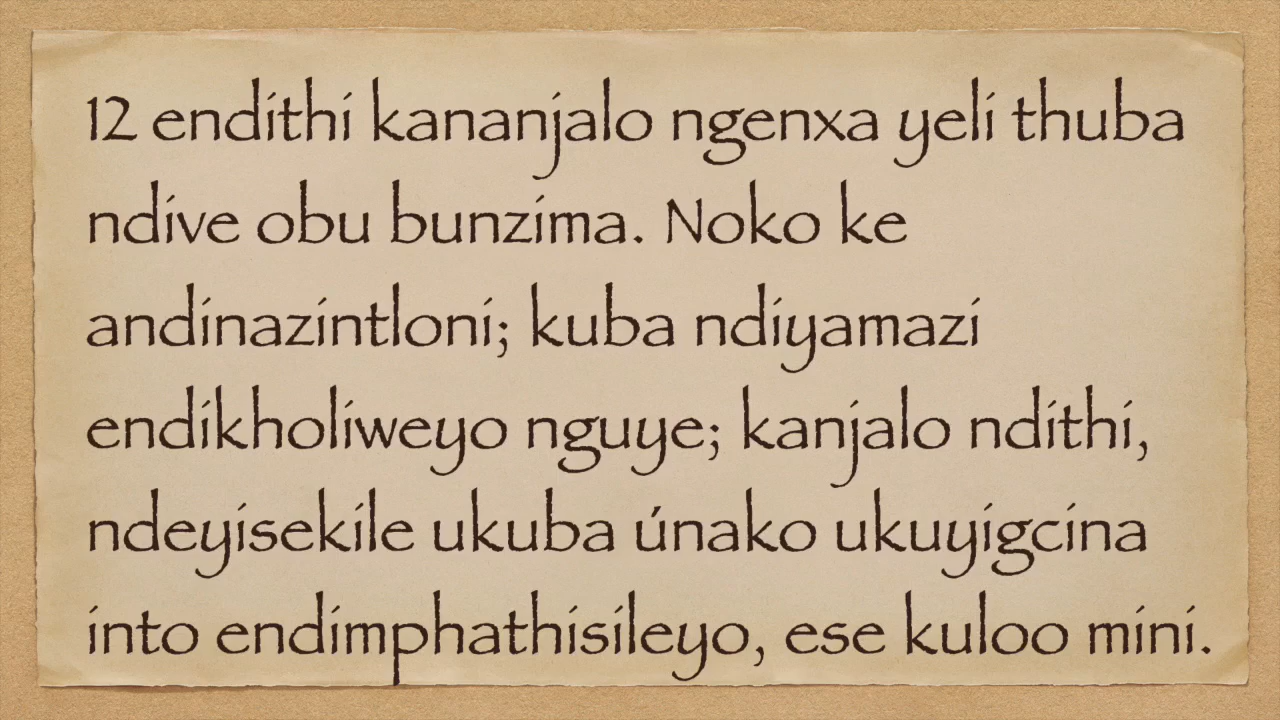 12 endithi kananjalo ngenxa yeli thuba
ndive obu bunzima. Noko ke
andinazintloni; kuba ndiyamazi
endikholiweyo nguye; kanjalo ndithi,
ndeyisekile ukuba únako ukuyigcina
into endimphathisileyo, ese kuloo mini.